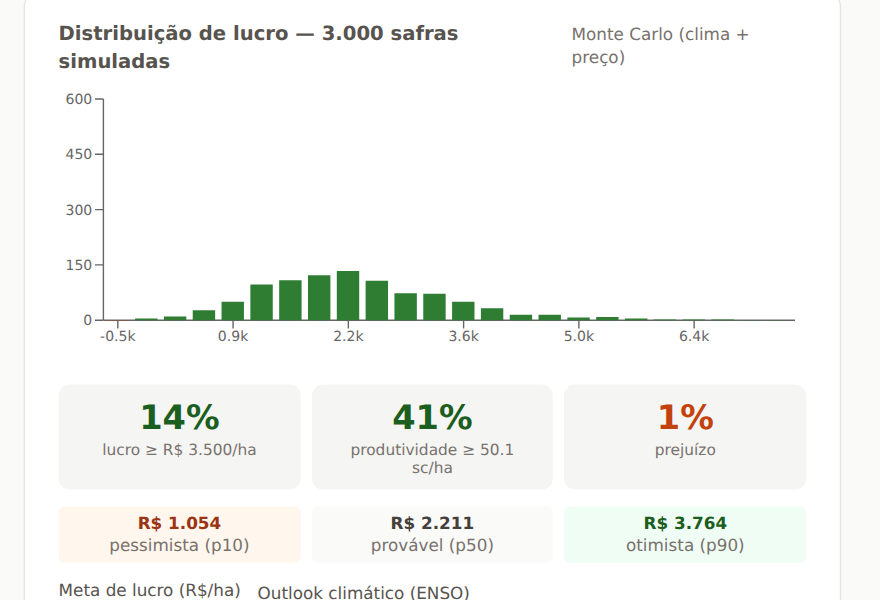 Distribuição de lucro — 3.000 safras
simuladas
Monte Carlo (clima +
preço)
600
450
300
150
0
-0.5k 0.9k 2.2k 3.6k 5.0k 6.4k
14%
lucro ≥ R$ 3.500/ha
41%
produtividade ≥ 50.1
sc/ha
1%
prejuízo
R$ 1.054
pessimista (p10)
R$ 2.211
provável (p50)
R$ 3.764
otimista (p90)
Meta de lucro (R$/ha)
Outlook climático (ENSO)